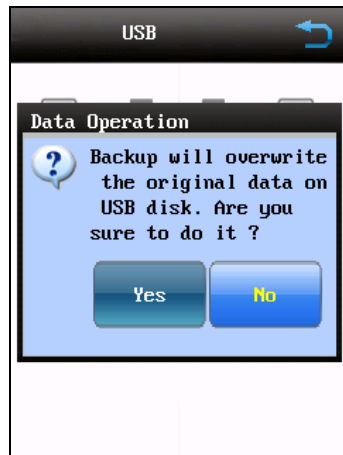 USB
Data Operation
Backup will overwrite
the original data on
USB disk. Are you
sure to do it ?
Yes
No